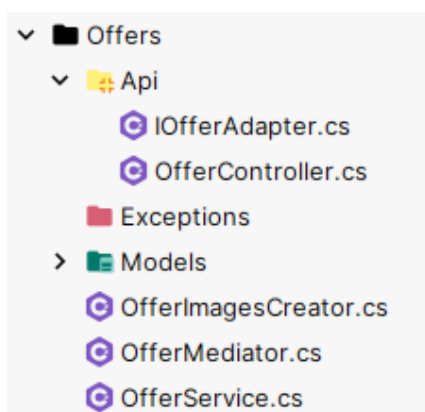 Offers
Api
IOfferAdapter.cs
OfferController.cs
Exceptions
Models
OfferImagesCreator.cs
OfferMediator.cs
OfferService.cs